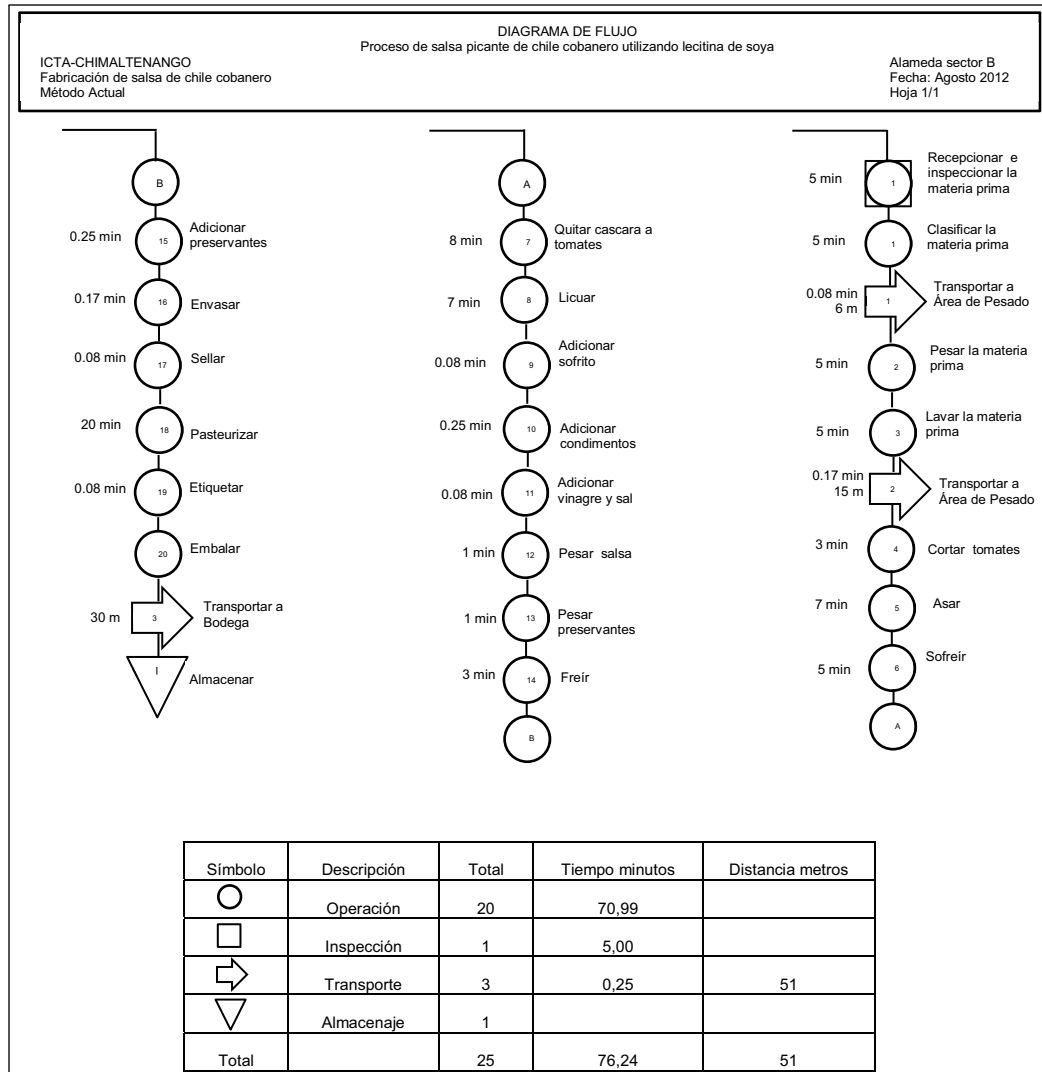 DIAGRAMA DE FLUJO
Proceso de salsa picante de chile cobanero utilizando lecitina de soya
ICTA-CHIMALTENANGO
Fabricación de salsa de chile cobanero
Método Actual
Alameda sector B
Fecha: Agosto 2012
Hoja 1/1
B
0.25 min
15
Adicionar
preservantes
0.17 min
16
Envasar
0.08 min
17
Sellar
20 min
18
Pasteurizar
0.08 min
19
Etiquetar
20
Embalar
30 m
3
Transportar a
Bodega
I
Almacenar
A
8 min
7
Quitar cascara a
tomates
7 min
8
Licuar
0.08 min
9
Adicionar
sofrito
0.25 min
10
Adicionar
condimentos
0.08 min
11
Adicionar
vinagre y sal
1 min
12
Pesar salsa
1 min
13
Pesar
preservantes
3 min
14
Freír
B
5 min
1
Recepcionar e
inspeccionar la
materia prima
5 min
1
Clasificar la
materia prima
0.08 min
6 m
1
Transportar a
Área de Pesado
5 min
2
Pesar la materia
prima
5 min
3
Lavar la materia
prima
0.17 min
15 m
2
Transportar a
Área de Pesado
3 min
4
Cortar tomates
7 min
5
Asar
5 min
6
Sofreír
A
Símbolo Descripción Total Tiempo minutos Distancia metros
Operación 20 70,99
Inspección 1 5,00
Transporte 3 0,25 51
Almacenaje 1
Total 25 76,24 51